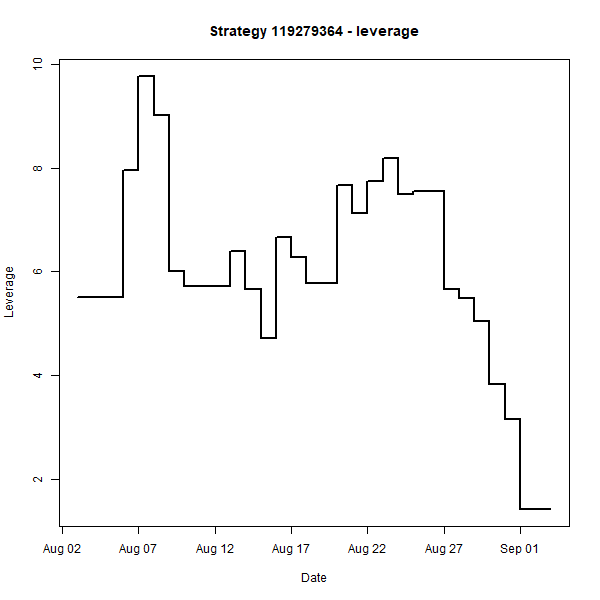 Strategy 119279364 - leverage
10
8
6
4
2
Leverage
Aug 02 Aug 07 Aug 12 Aug 17 Aug 22 Aug 27 Sep 01
Date